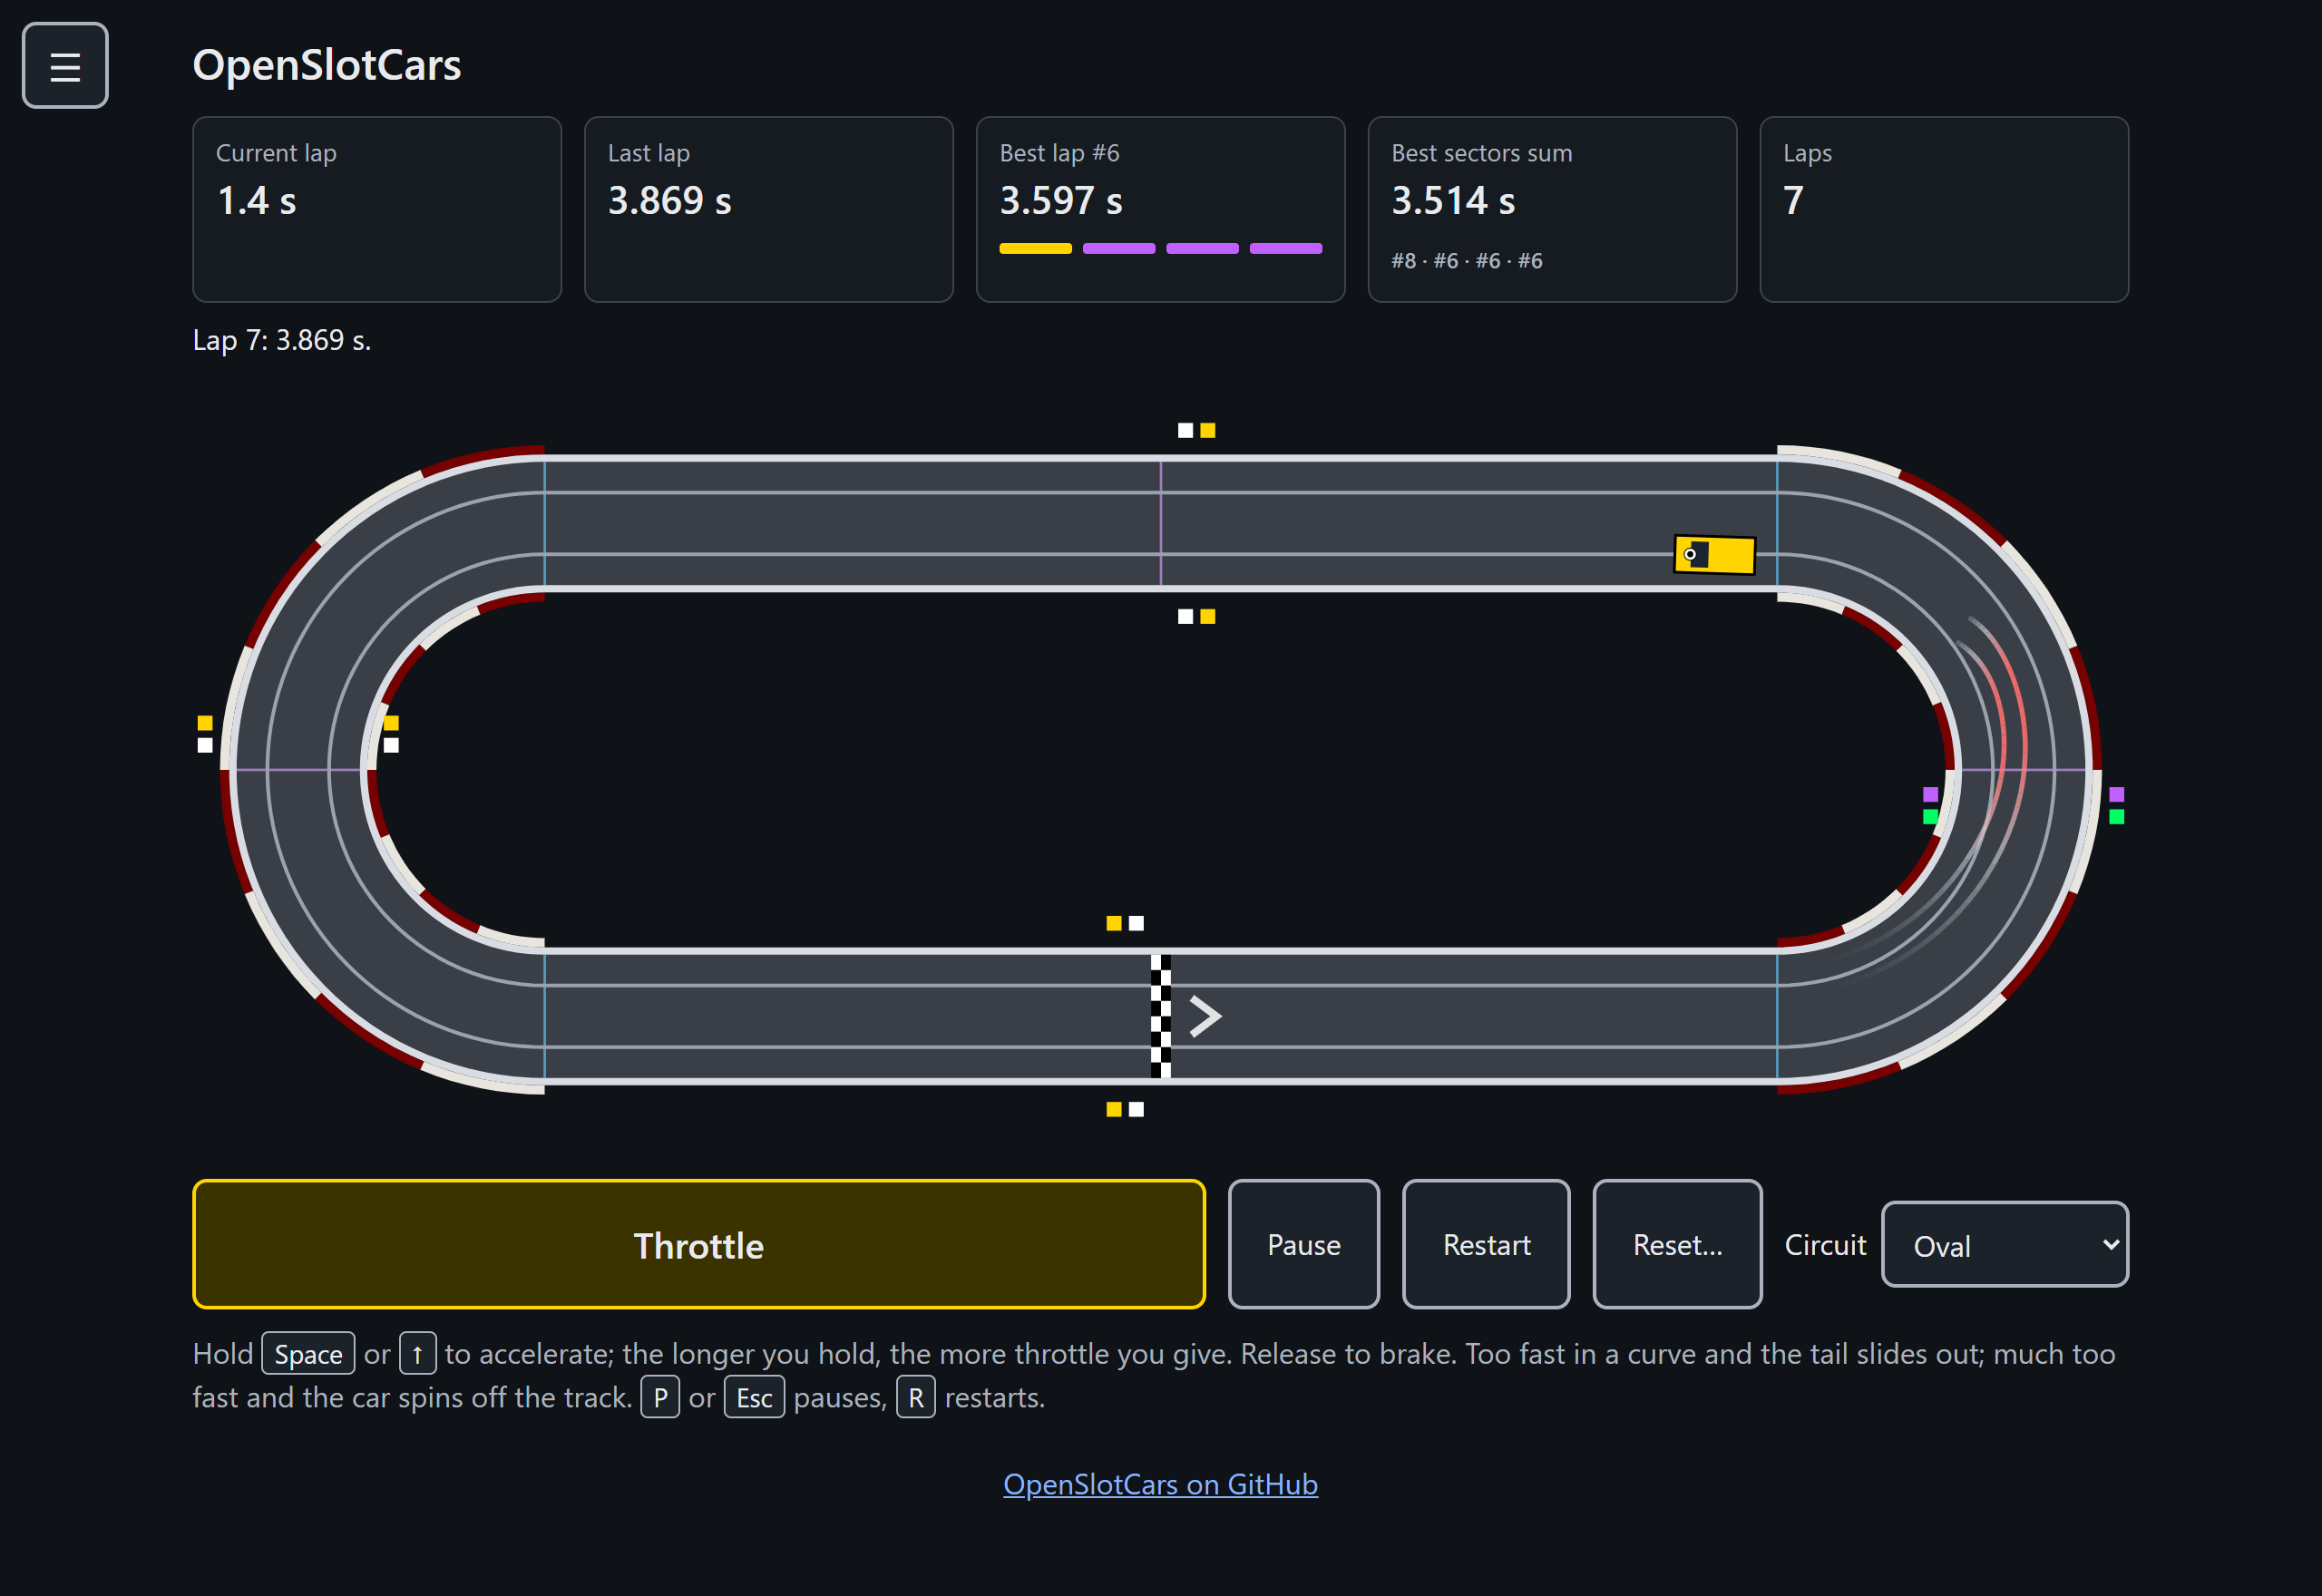 ☰
OpenSlotCars
Current lap
1.4 s
Last lap
3.869 s
Best lap #6
3.597 s
Best sectors sum
3.514 s
#8 · #6 · #6 · #6
Laps
7
Lap 7: 3.869 s.
Throttle
Pause
Restart
Reset...
Circuit
Oval
Hold Space or ↑ to accelerate; the longer you hold, the more throttle you give. Release to brake. Too fast in a curve and the tail slides out; much too
fast and the car spins off the track. P or Esc pauses, R restarts.
OpenSlotCars on GitHub